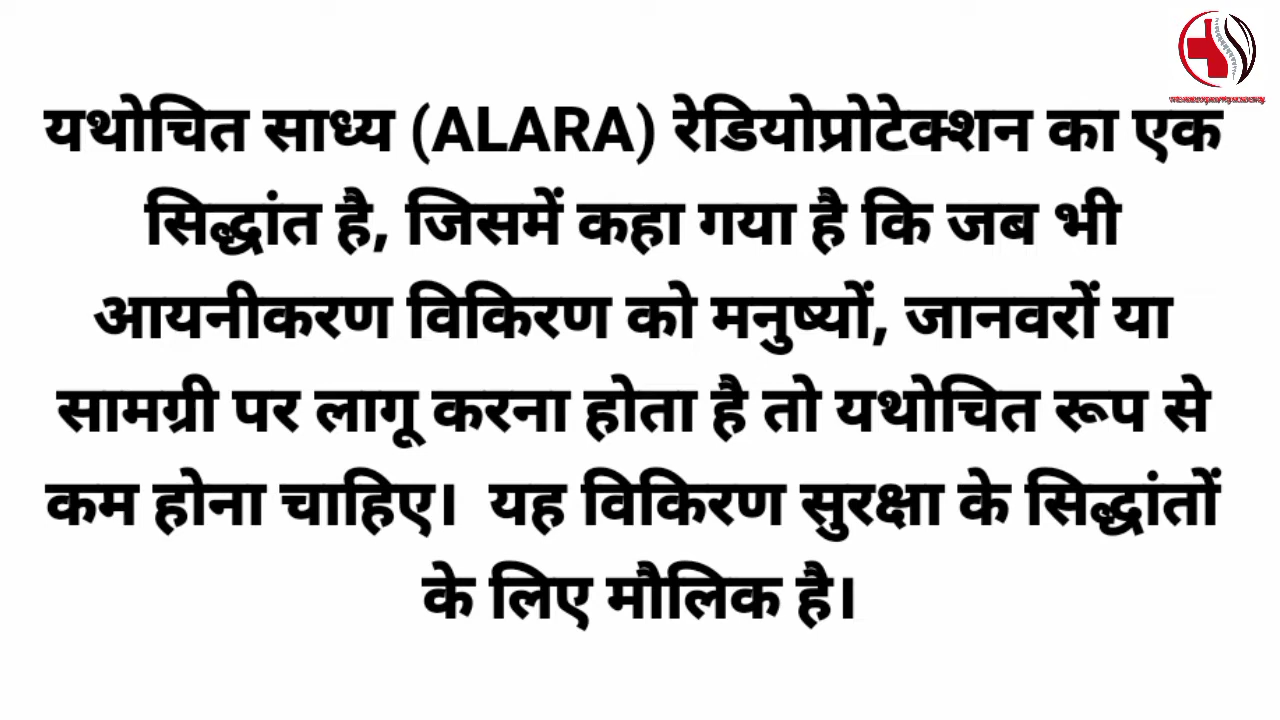 यथोचित साध्य (ALARA) रेडियोप्रोटेक्शन का एक
सिद्धांत है, जिसमें कहा गया है कि जब भी
आयनीकरण विकिरण को मनुष्यों, जानवरों या
सामग्री पर लागू करना होता है तो यथोचित रूप से
कम होना चाहिए। यह विकिरण सुरक्षा के सिद्धांतों
के लिए मौलिक है।